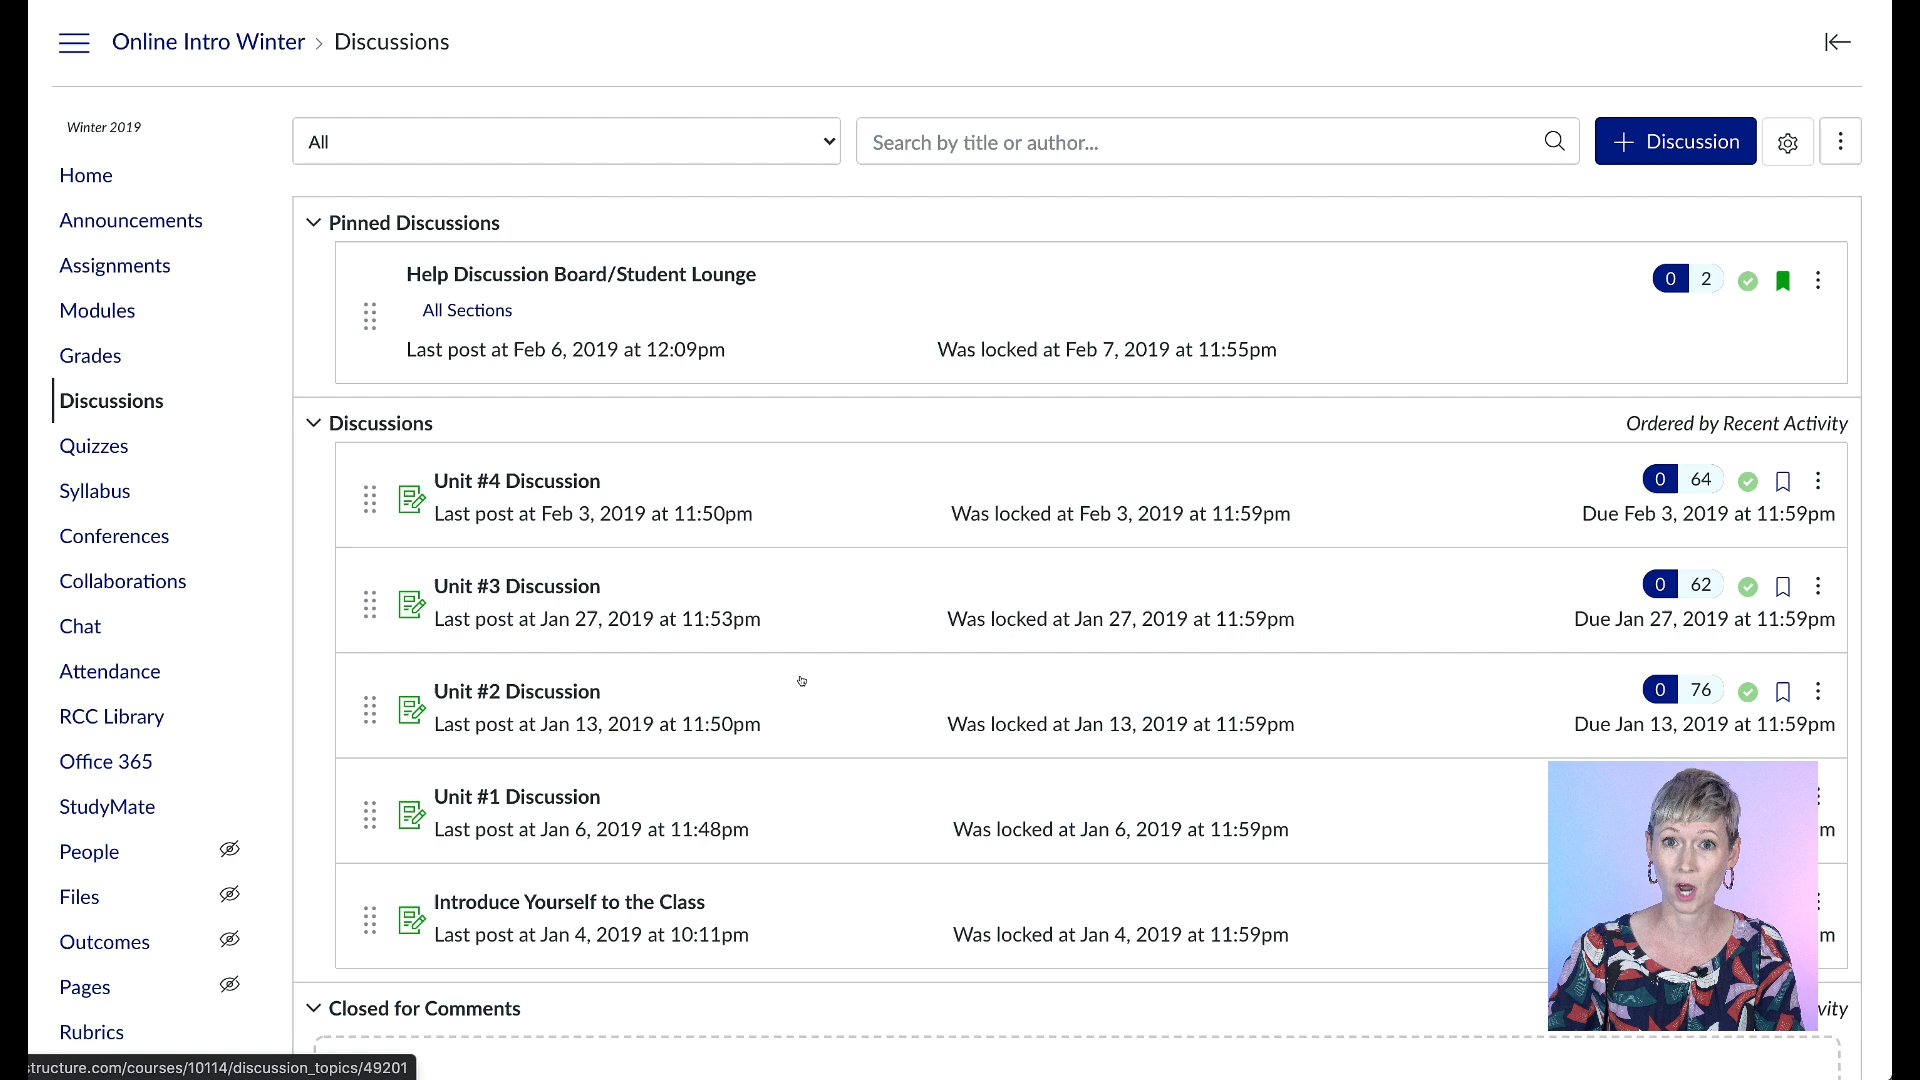 Online Intro Winter > Discussions
Winter 2019
Home
Announcements
Assignments
Modules
Grades
Discussions
Quizzes
Syllabus
Conferences
Collaborations
Chat
Attendance
RCC Library
Office 365
StudyMate
People
Files
Outcomes
Pages
Rubrics
All
Search by title or author...
+ Discussion
Pinned Discussions
Help Discussion Board/Student Lounge
0 2
All Sections
Last post at Feb 6, 2019 at 12:09pm Was locked at Feb 7, 2019 at 11:55pm
Discussions Ordered by Recent Activity
Unit #4 Discussion 0 64
Last post at Feb 3, 2019 at 11:50pm Was locked at Feb 3, 2019 at 11:59pm Due Feb 3, 2019 at 11:59pm
Unit #3 Discussion 0 62
Last post at Jan 27, 2019 at 11:53pm Was locked at Jan 27, 2019 at 11:59pm Due Jan 27, 2019 at 11:59pm
Unit #2 Discussion 0 76
Last post at Jan 13, 2019 at 11:50pm Was locked at Jan 13, 2019 at 11:59pm Due Jan 13, 2019 at 11:59pm
Unit #1 Discussion
Last post at Jan 6, 2019 at 11:48pm Was locked at Jan 6, 2019 at 11:59pm m
Introduce Yourself to the Class
Last post at Jan 4, 2019 at 10:11pm Was locked at Jan 4, 2019 at 11:59pm m
Closed for Comments vity
structure.com/courses/10114/discussion_topics/49201